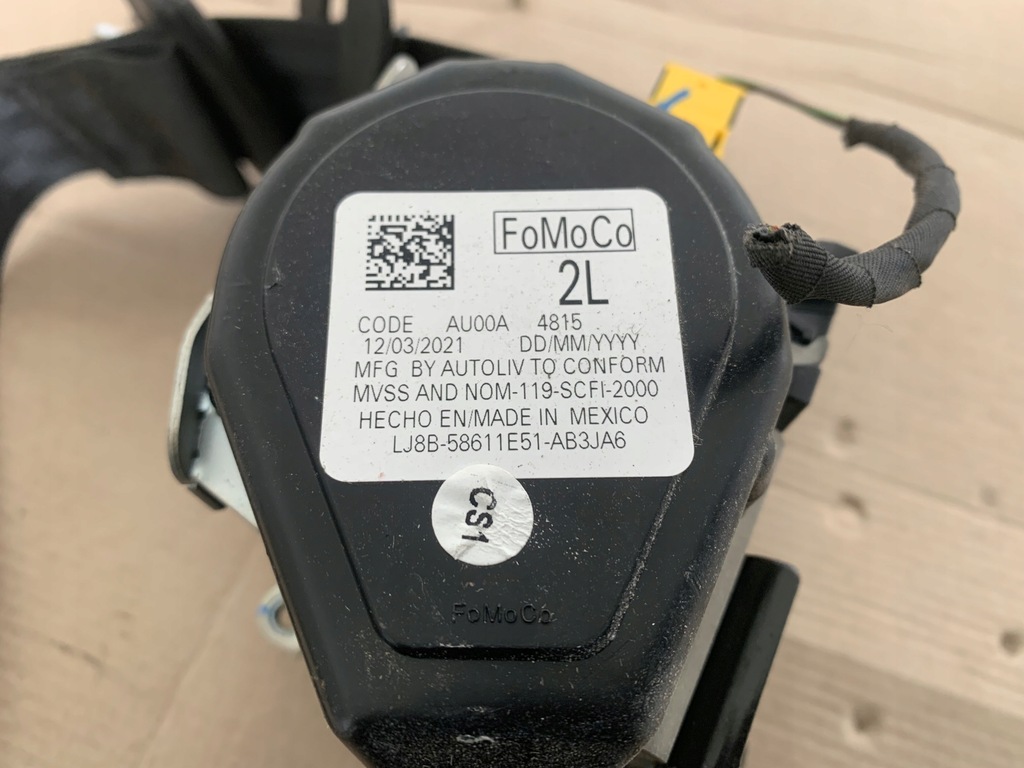 FoMoCo
2L
CODE AU00A 4815
12/03/2021 DD/MM/YYYY
MFG BY AUTOLIV TO CONFORM
MVSS AND NOM-119-SCFI-2000
HECHO EN/MADE IN MEXICO
LJ8B-58611E51-AB3JA6
CS1
FoMoCo